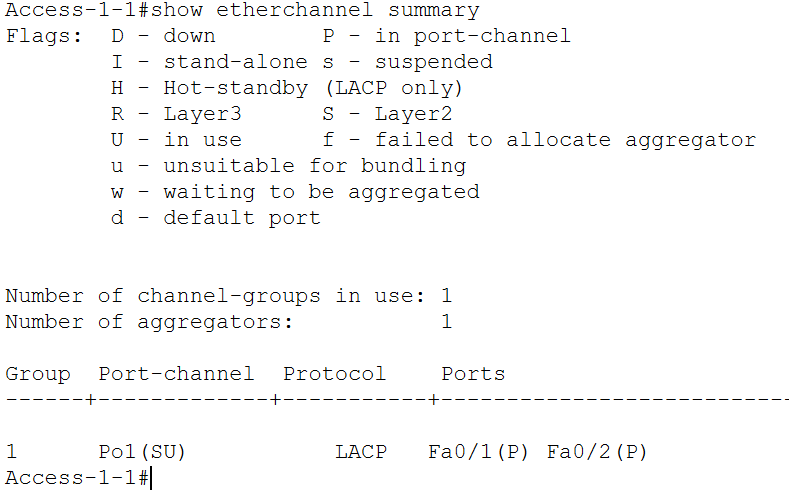 Access-1-1#show etherchannel summary
Flags:  D - down        P - in port-channel
        I - stand-alone s - suspended
        H - Hot-standby (LACP only)
        R - Layer3      S - Layer2
        U - in use      f - failed to allocate aggregator
        u - unsuitable for bundling
        w - waiting to be aggregated
        d - default port
Number of channel-groups in use: 1
Number of aggregators:           1
Group  Port-channel  Protocol    Ports
------+-------------+-----------+---------------------------
1      Po1(SU)           LACP   Fa0/1(P) Fa0/2(P)
Access-1-1#